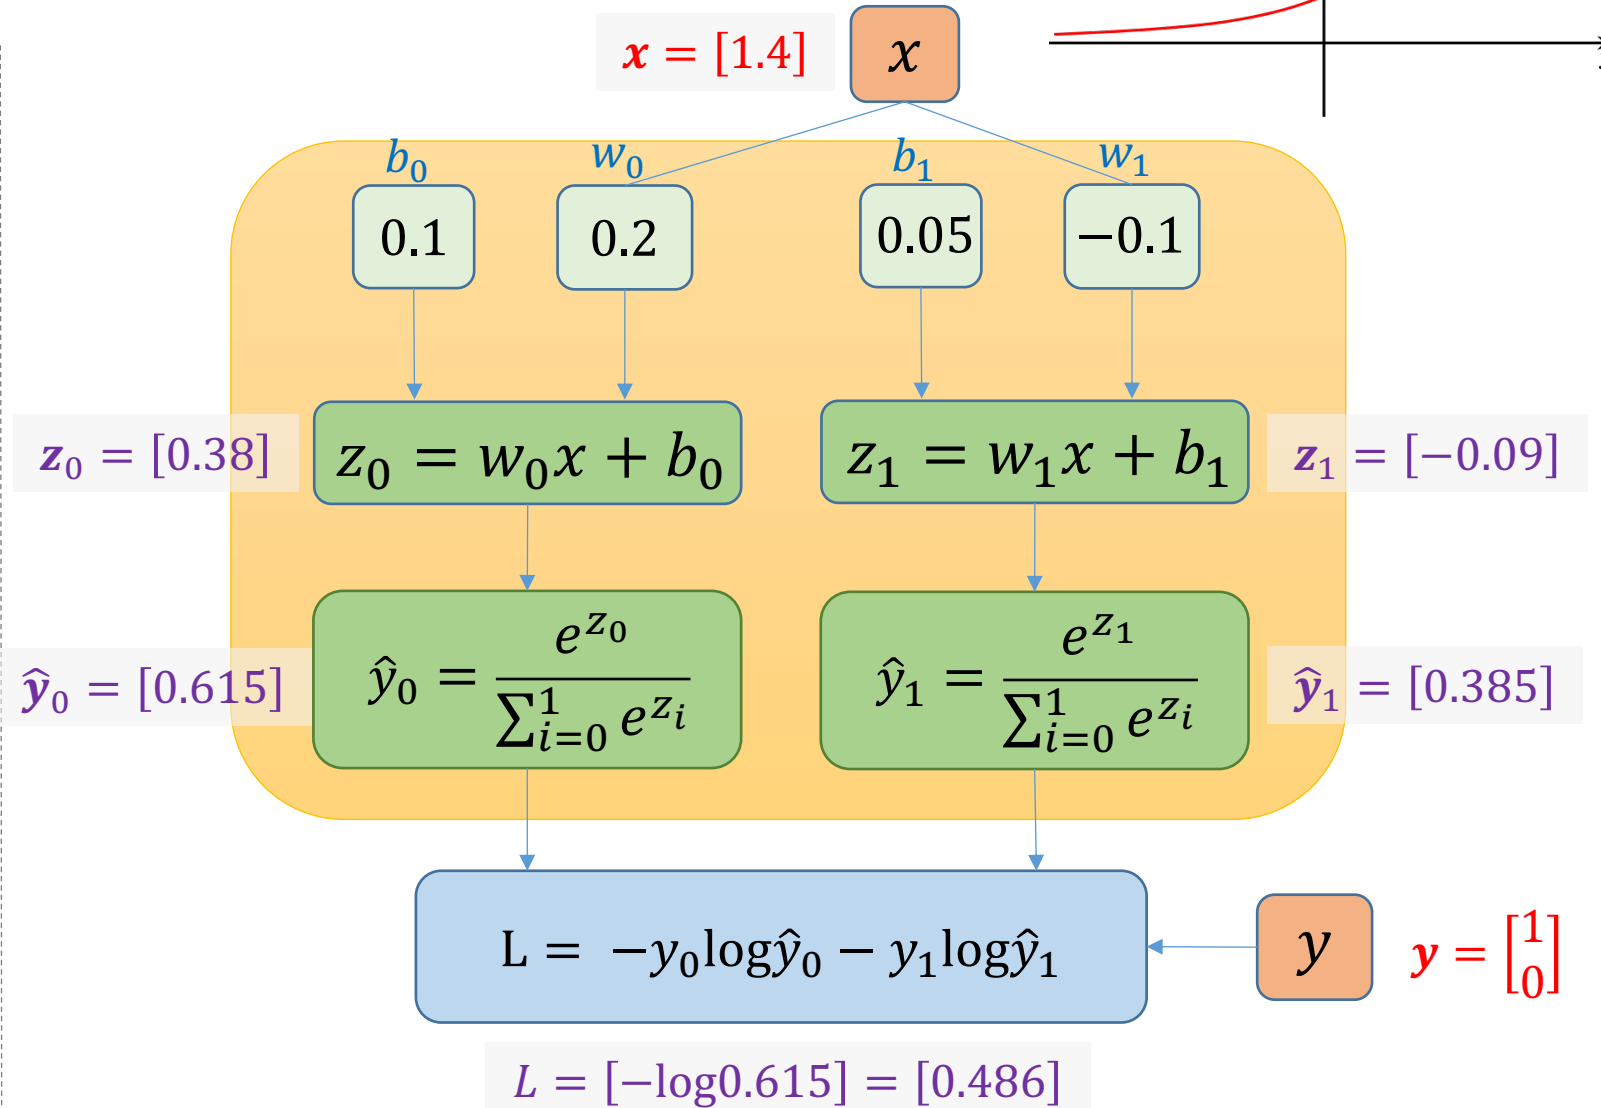 x = [1.4]
x
b₀ w₀ b₁ w₁
0.1 0.2 0.05 −0.1
z₀ = [0.38]
z₀ = w₀x + b₀
z₁ = w₁x + b₁
z₁ = [−0.09]
ŷ₀ = [0.615]
ŷ₀ = e^{z₀} / ∑_{i=0}^{1} e^{z_i}
ŷ₁ = e^{z₁} / ∑_{i=0}^{1} e^{z_i}
ŷ₁ = [0.385]
L = −y₀logŷ₀ − y₁logŷ₁
y
y = [1 0]
L = [−log0.615] = [0.486]